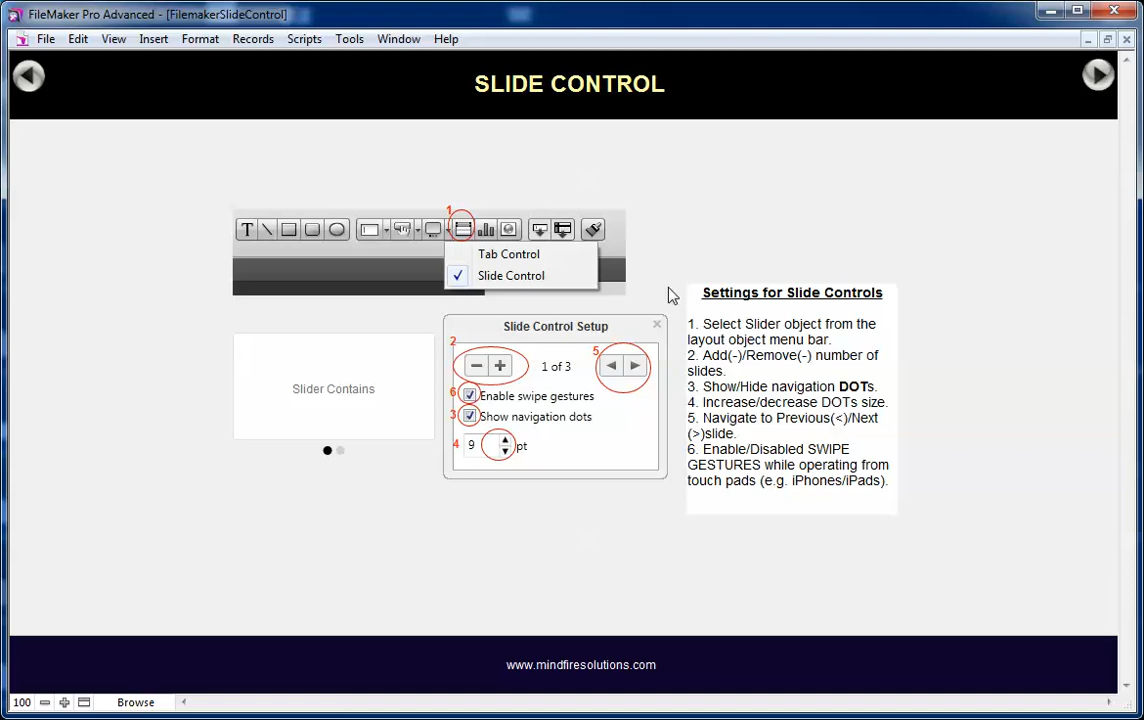 FileMaker Pro Advanced - [FilemakerSlideControl]
File Edit View Insert Format Records Scripts Tools Window Help
SLIDE CONTROL
1
T
Tab Control
Slide Control
Slider Contains
Slide Control Setup
2
1 of 3
5
6 Enable swipe gestures
3 Show navigation dots
4 9 pt
Settings for Slide Controls
1. Select Slider object from the
layout object menu bar.
2. Add(-)/Remove(-) number of
slides.
3. Show/Hide navigation DOTs.
4. Increase/decrease DOTs size.
5. Navigate to Previous(<)/Next
(>)slide.
6. Enable/Disabled SWIPE
GESTURES while operating from
touch pads (e.g. iPhones/iPads).
www.mindfiresolutions.com
100 Browse